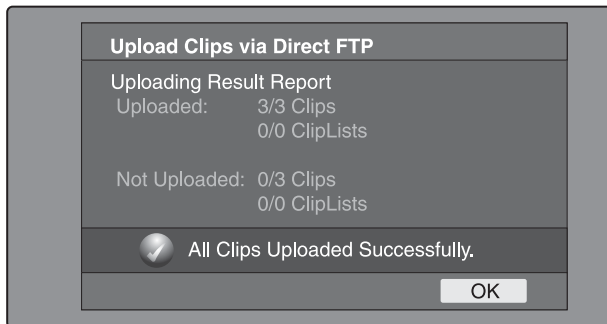 Upload Clips via Direct FTP
Uploading Result Report
Uploaded: 3/3 Clips
0/0 ClipLists
Not Uploaded: 0/3 Clips
0/0 ClipLists
All Clips Uploaded Successfully.
OK